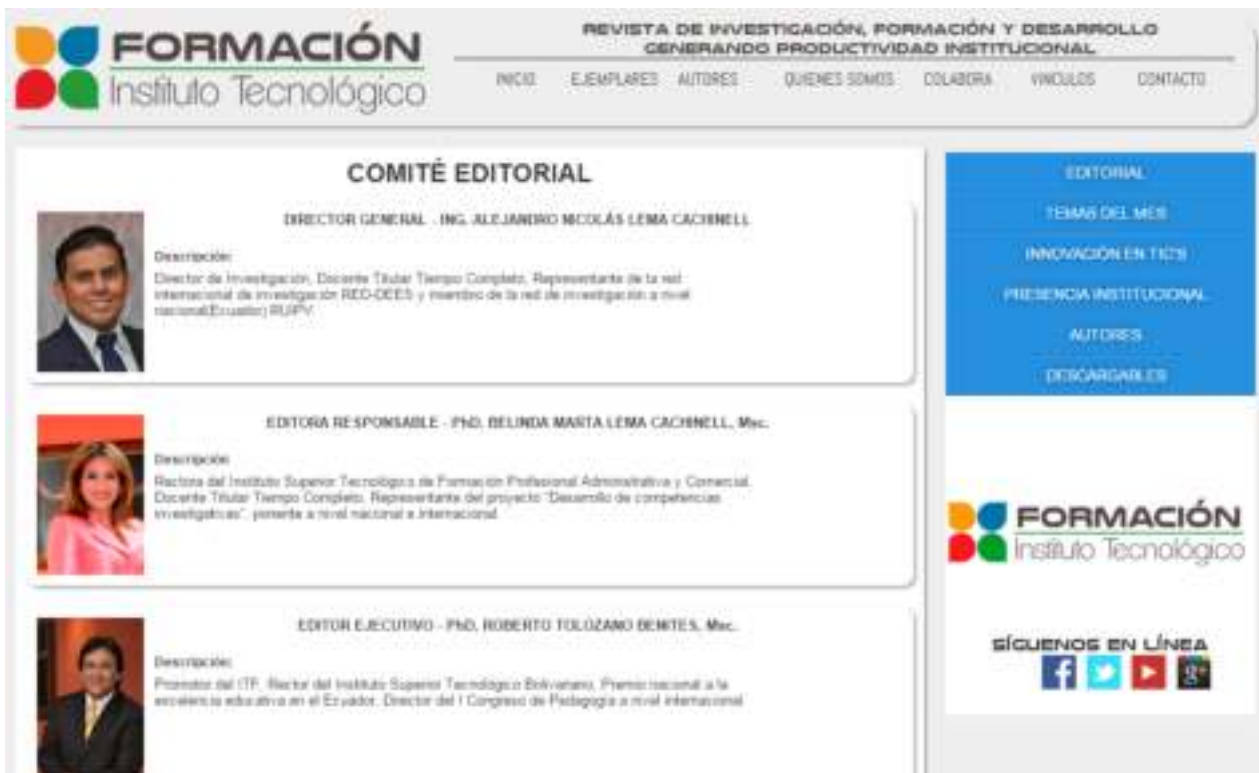 FORMACIÓN
Instituto Tecnológico
REVISTA DE INVESTIGACIÓN, FORMACIÓN Y DESARROLLO
GENERANDO PRODUCTIVIDAD INSTITUCIONAL
INICIO EJEMPLARES AUTORES QUIENES SOMOS COLABORA VINCULOS CONTACTO
COMITÉ EDITORIAL
DIRECTOR GENERAL - ING. ALEJANDRO NICOLÁS LEMA CACHINELL
Descripción:
Director de Investigación, Docente Titular Tiempo Completo, Representante de la red
internacional de investigación RED-DEES y miembro de la red de investigación a nivel
nacional(Ecuador) RUIPV
EDITORA RESPONSABLE - PhD. BELINDA MARTA LEMA CACHINELL, Msc.
Descripción:
Rectora del Instituto Superior Tecnológico de Formación Profesional Administrativa y Comercial.
Docente Titular Tiempo Completo. Representante del proyecto "Desarrollo de competencias
investigativas", ponente a nivel nacional e internacional
EDITOR EJECUTIVO - PhD. ROBERTO TOLOZANO BENITES, Msc.
Descripción:
Promotor del ITF, Rector del Instituto Superior Tecnológico Bolivariano, Premio nacional a la
excelencia educativa en el Ecuador, Director del I Congreso de Pedagogía a nivel internacional
EDITORIAL
TEMAS DEL MES
INNOVACIÓN EN TIC'S
PRESENCIA INSTITUCIONAL
AUTORES
DESCARGABLES
FORMACIÓN
Instituto Tecnológico
SÍGUENOS EN LÍNEA